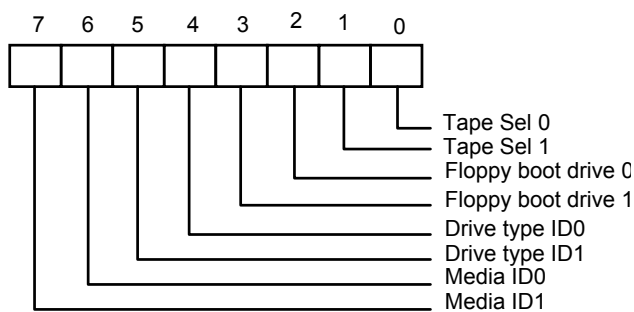 7 6 5 4 3 2 1 0
Tape Sel 0
Tape Sel 1
Floppy boot drive 0
Floppy boot drive 1
Drive type ID0
Drive type ID1
Media ID0
Media ID1